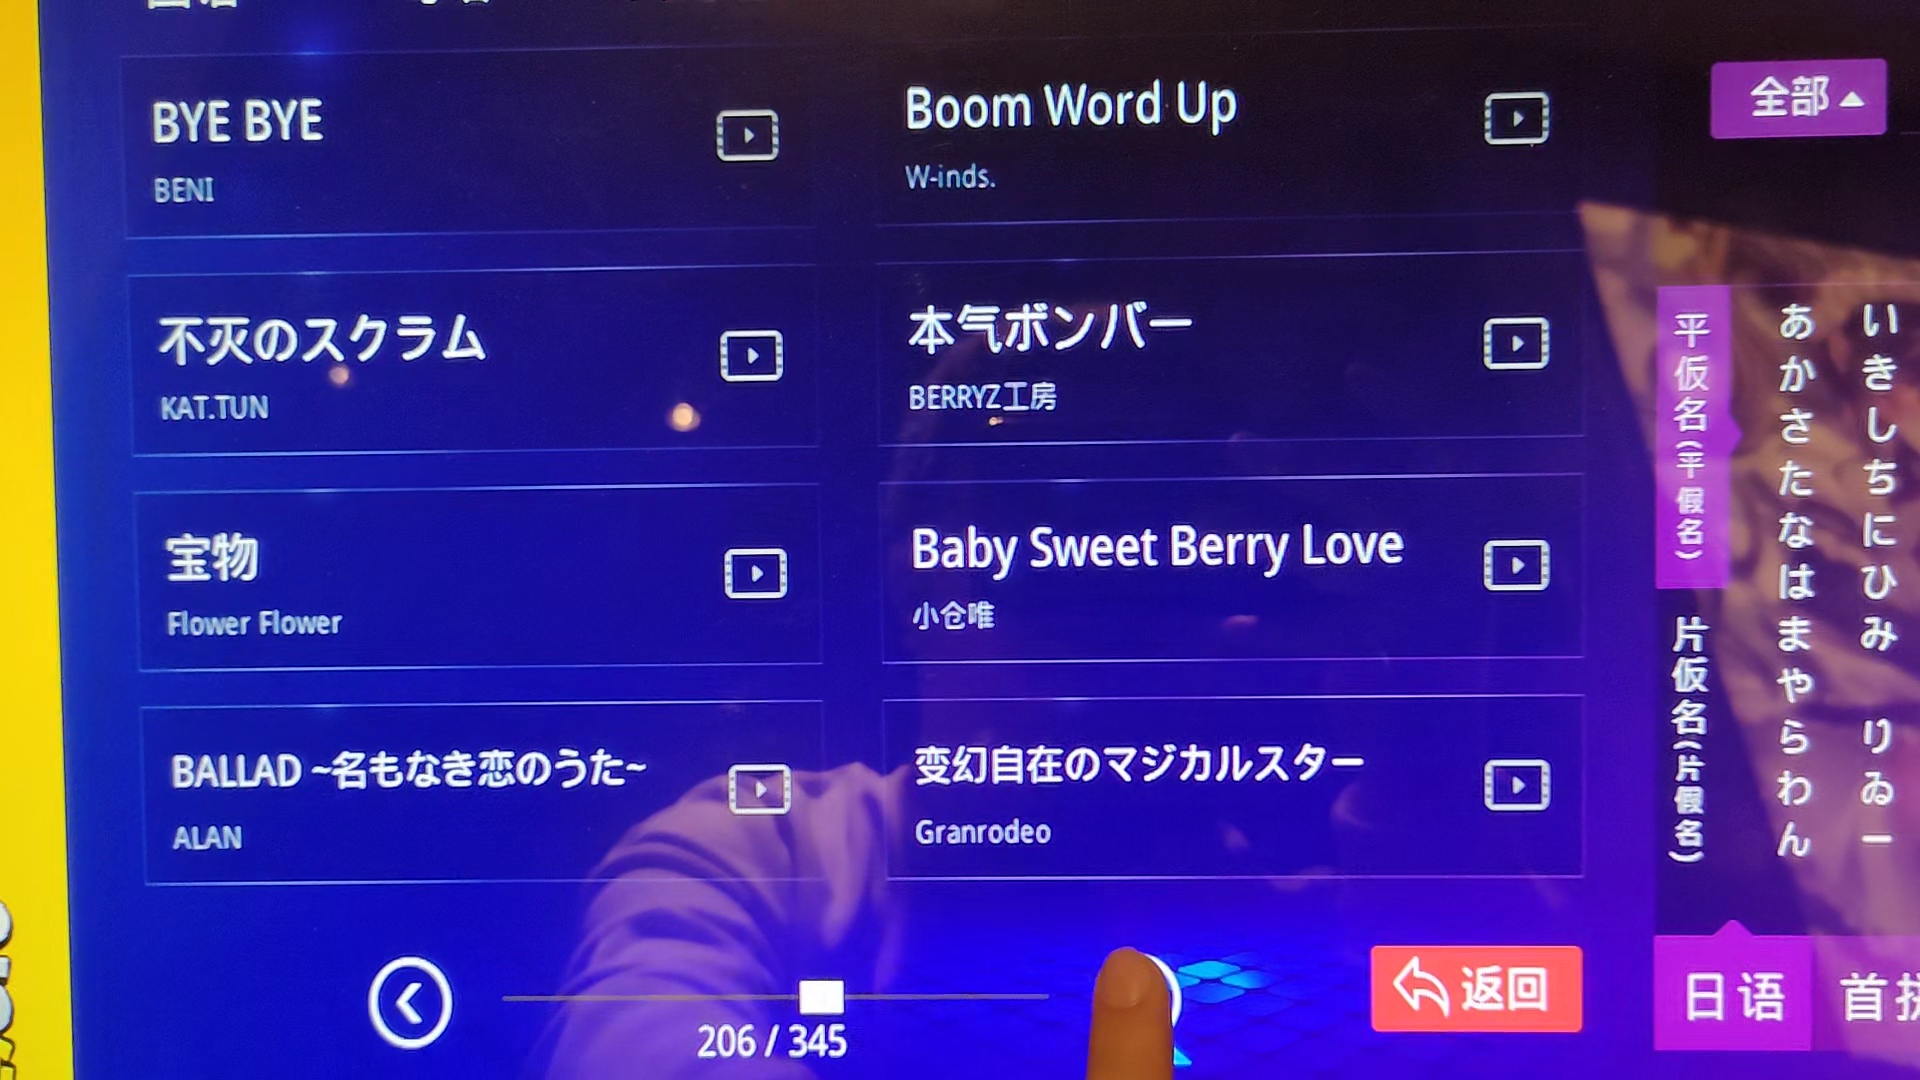 BYE BYE
BENI
Boom Word Up
W-inds.
不灭のスクラム
KAT.TUN
本气ボンバー
BERRYZ工房
宝物
Flower Flower
Baby Sweet Berry Love
小仓唯
BALLAD ~名もなき恋のうた~
ALAN
变幻自在のマジカルスター
Granrodeo
206 / 345
返回
全部
平仮名(平假名)
片仮名(片假名)
あかさたなはまやらわん
いきしちにひみ りゐー
日语
首